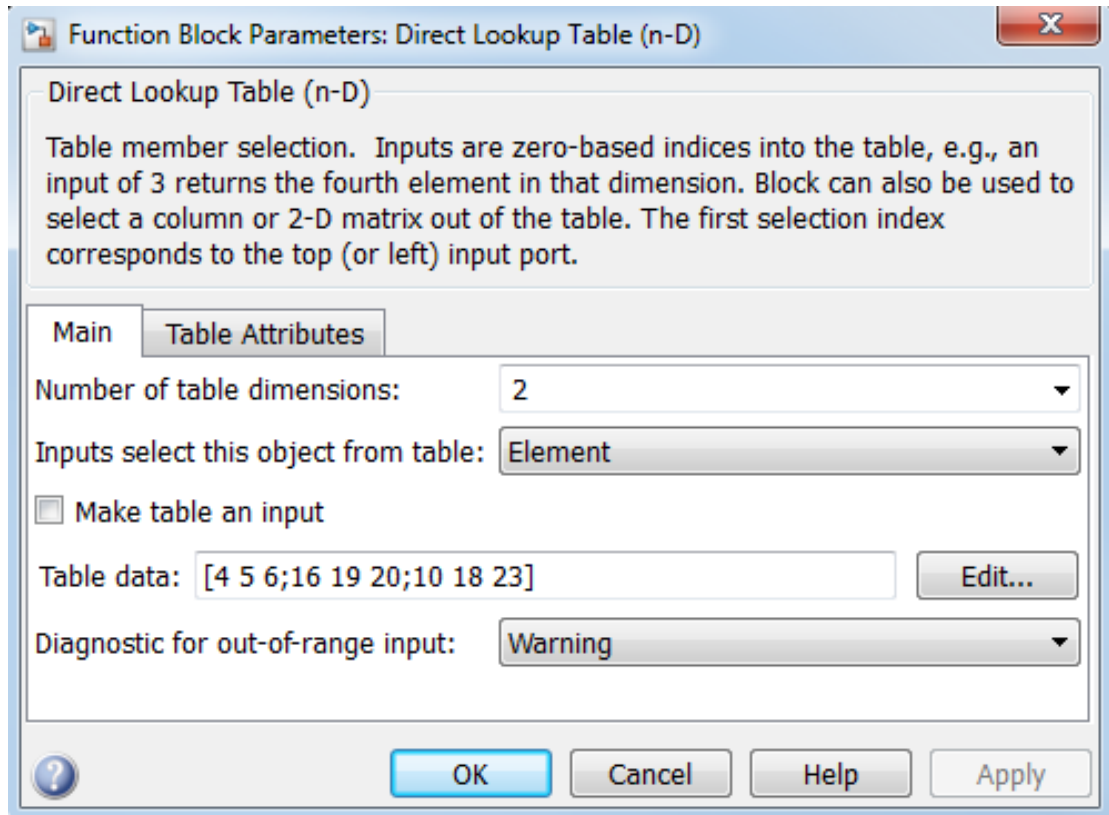 Function Block Parameters: Direct Lookup Table (n-D)
x
Direct Lookup Table (n-D)
Table member selection.  Inputs are zero-based indices into the table, e.g., an
input of 3 returns the fourth element in that dimension. Block can also be used to
select a column or 2-D matrix out of the table. The first selection index
corresponds to the top (or left) input port.
Main Table Attributes
Number of table dimensions: 2
Inputs select this object from table: Element
Make table an input
Table data: [4 5 6;16 19 20;10 18 23] Edit...
Diagnostic for out-of-range input: Warning
? OK Cancel Help Apply